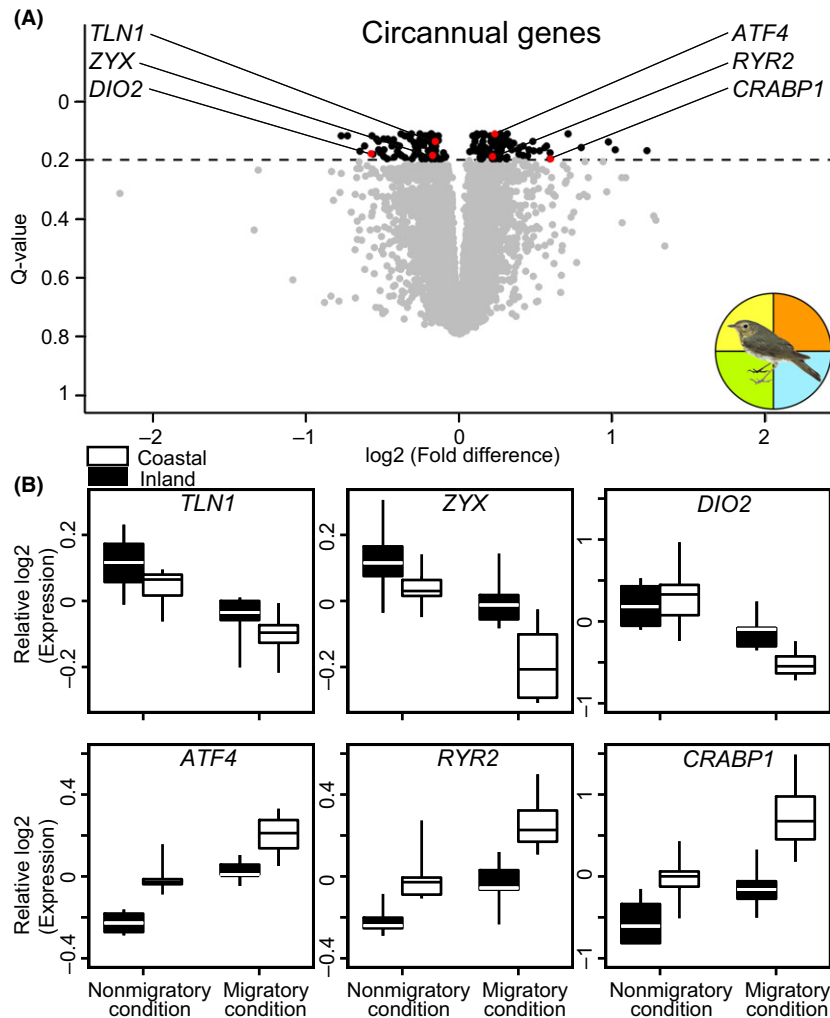 (A)
Circannual genes
TLN1
ZYX
DIO2
ATF4
RYR2
CRABP1
Q-value
0
0.2
0.4
0.6
0.8
1
−2 −1 0 1 2
log2 (Fold difference)
Coastal
Inland
(B)
TLN1
ZYX
DIO2
Relative log2
(Expression)
0.2
0
−0.2
0.2
0
−0.2
1
0
−1
ATF4
RYR2
CRABP1
Relative log2
(Expression)
0.4
0
−0.4
0.4
0
−0.4
1
0
−1
Nonmigratory condition
Migratory condition
Nonmigratory condition
Migratory condition
Nonmigratory condition
Migratory condition